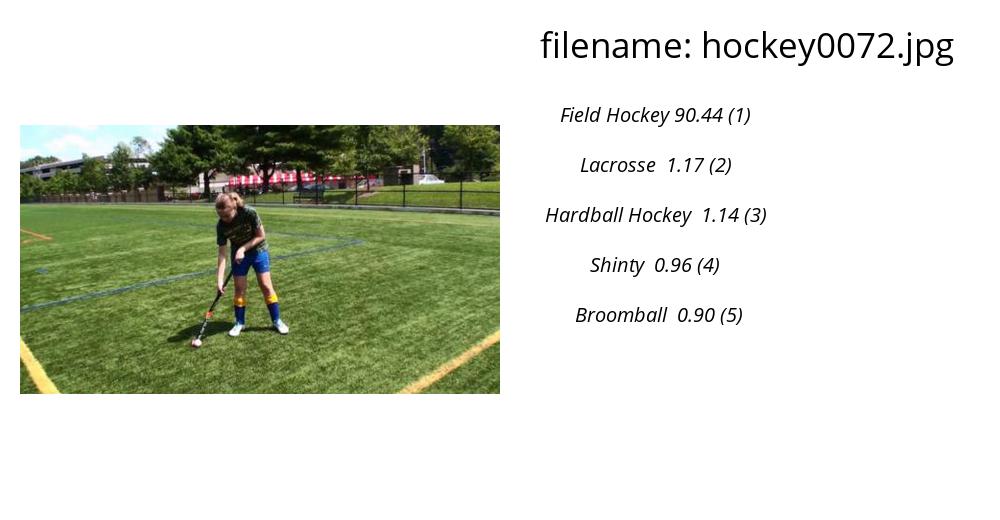 filename: hockey0072.jpg
Field Hockey 90.44 (1)
Lacrosse 1.17 (2)
Hardball Hockey 1.14 (3)
Shinty 0.96 (4)
Broomball 0.90 (5)